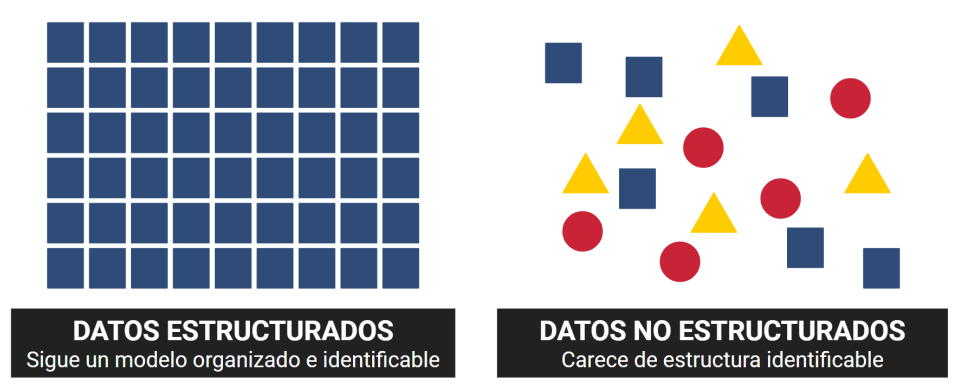 DATOS ESTRUCTURADOS
Sigue un modelo organizado e identificable
DATOS NO ESTRUCTURADOS
Carece de estructura identificable